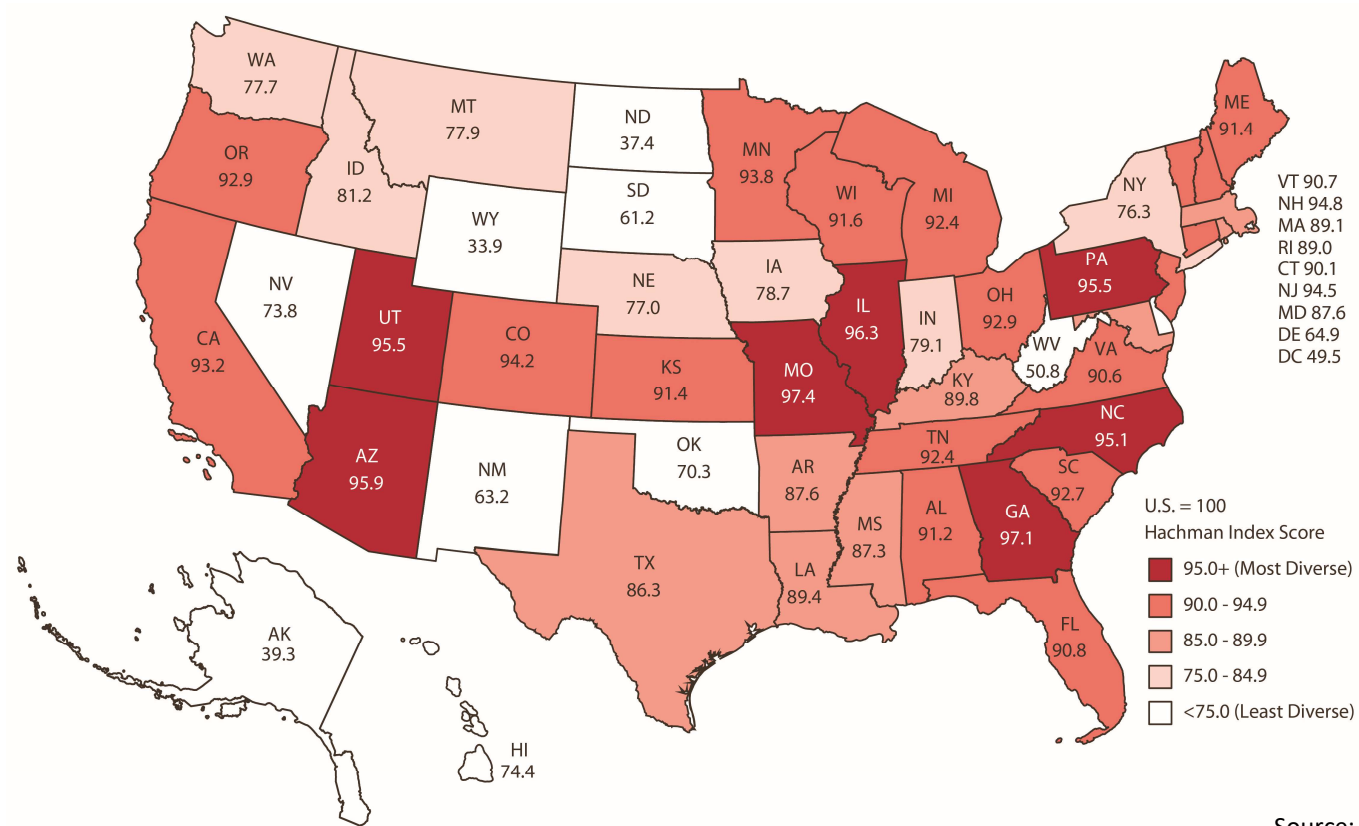 WA
77.7
MT
77.9
ND
37.4
MN
93.8
ME
91.4
OR
92.9
ID
81.2
SD
61.2
WI
91.6
MI
92.4
NY
76.3
VT 90.7
NH 94.8
MA 89.1
RI 89.0
CT 90.1
NJ 94.5
MD 87.6
DE 64.9
DC 49.5
WY
33.9
NV
73.8
NE
77.0
IA
78.7
PA
95.5
UT
95.5
CO
94.2
IL
96.3
IN
79.1
OH
92.9
WV
50.8
CA
93.2
KS
91.4
MO
97.4
KY
89.8
VA
90.6
NC
95.1
AZ
95.9
NM
63.2
OK
70.3
AR
87.6
TN
92.4
SC
92.7
MS
87.3
AL
91.2
GA
97.1
TX
86.3
LA
89.4
FL
90.8
AK
39.3
HI
74.4
U.S. = 100
Hachman Index Score
95.0+ (Most Diverse)
90.0 - 94.9
85.0 - 89.9
75.0 - 84.9
<75.0 (Least Diverse)
Source: